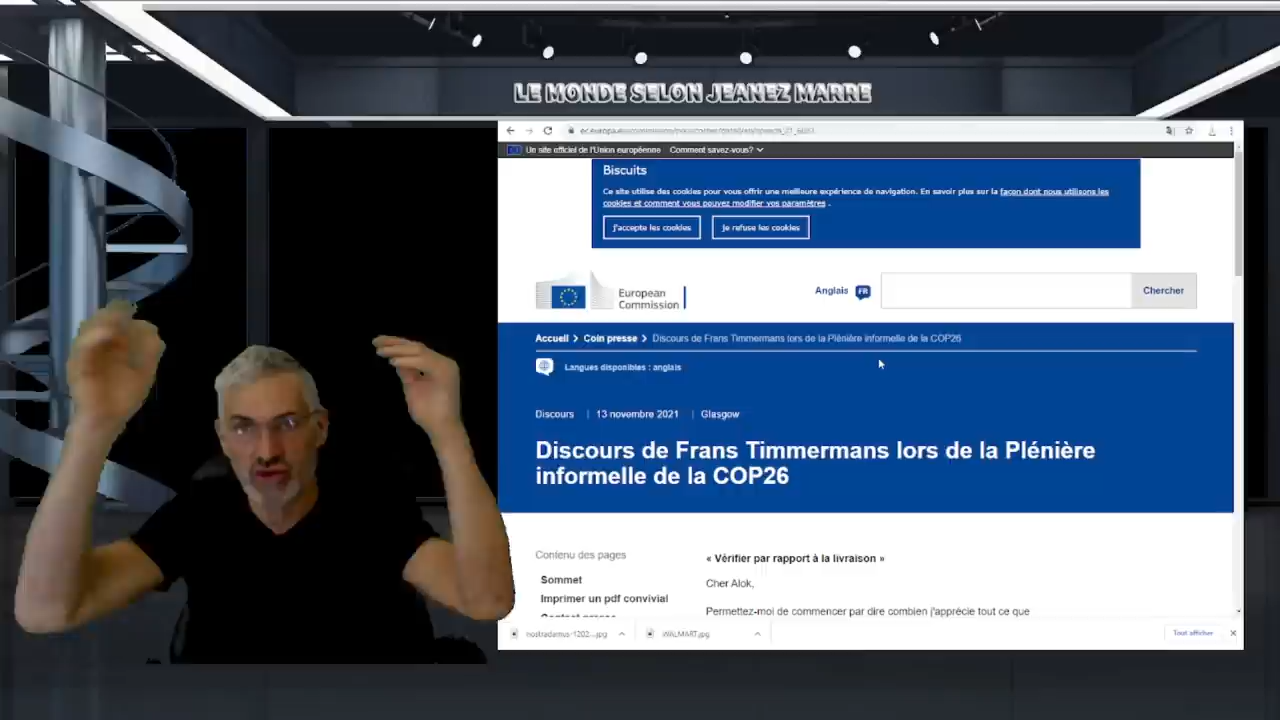 LE MONDE SELON JEANEZ MARRE
Un site officiel de l'Union européenne Comment savez-vous?
Biscuits
Ce site utilise des cookies pour vous offrir une meilleure expérience de navigation. En savoir plus sur la façon dont nous utilisons les
cookies et comment vous pouvez modifier vos paramètres .
J'accepte les cookies Je refuse les cookies
European
Commission
Anglais FR
Chercher
Accueil > Coin presse > Discours de Frans Timmermans lors de la Plénière informelle de la COP26
Langues disponibles : anglais
Discours | 13 novembre 2021 | Glasgow
Discours de Frans Timmermans lors de la Plénière
informelle de la COP26
Contenu des pages
Sommet
Imprimer un pdf convivial
« Vérifier par rapport à la livraison »
Cher Alok,
Permettez-moi de commencer par dire combien j'apprécie tout ce que
nostradamus-1202....jpg WALMART.jpg Tout afficher